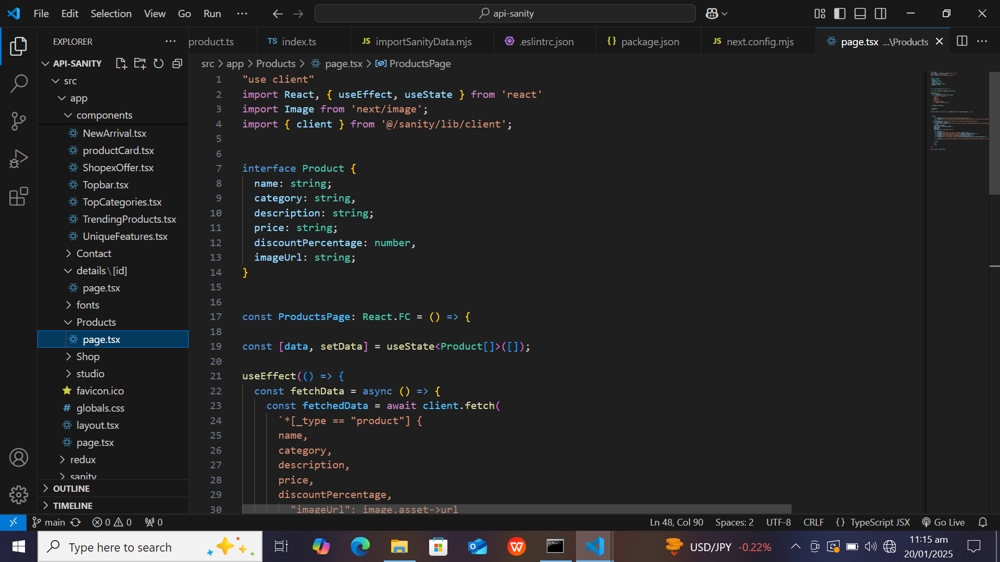 File Edit Selection View Go Run ···
api-sanity
EXPLORER
API-SANITY
src
app
components
NewArrival.tsx
productCard.tsx
ShopexOffer.tsx
Topbar.tsx
TopCategories.tsx
TrendingProducts.tsx
UniqueFeatures.tsx
Contact
details\[id]
page.tsx
fonts
Products
page.tsx
Shop
studio
favicon.ico
# globals.css
layout.tsx
page.tsx
redux
sanity
OUTLINE
TIMELINE
product.ts TS index.ts JS importSanityData.mjs .eslintrc.json {} package.json JS next.config.mjs page.tsx ...\Products
src > app > Products > page.tsx > ProductsPage
1 "use client"
2 import React, { useEffect, useState } from 'react'
3 import Image from 'next/image';
4 import { client } from '@/sanity/lib/client';
5
6
7 interface Product {
8 name: string;
9 category: string,
10 description: string;
11 price: string;
12 discountPercentage: number,
13 imageUrl: string;
14 }
15
16
17 const ProductsPage: React.FC = () => {
18
19 const [data, setData] = useState<Product[]>([]);
20
21 useEffect(() => {
22 const fetchData = async () => {
23 const fetchedData = await client.fetch(
24 `*[_type == "product"] {
25 name,
26 category,
27 description,
28 price,
29 discountPercentage,
30 "imageUrl": image.asset->url
main 0 0 0
Ln 48, Col 90 Spaces: 2 UTF-8 CRLF {} TypeScript JSX Go Live
Type here to search
USD/JPY -0.22%
11:15 am
20/01/2025